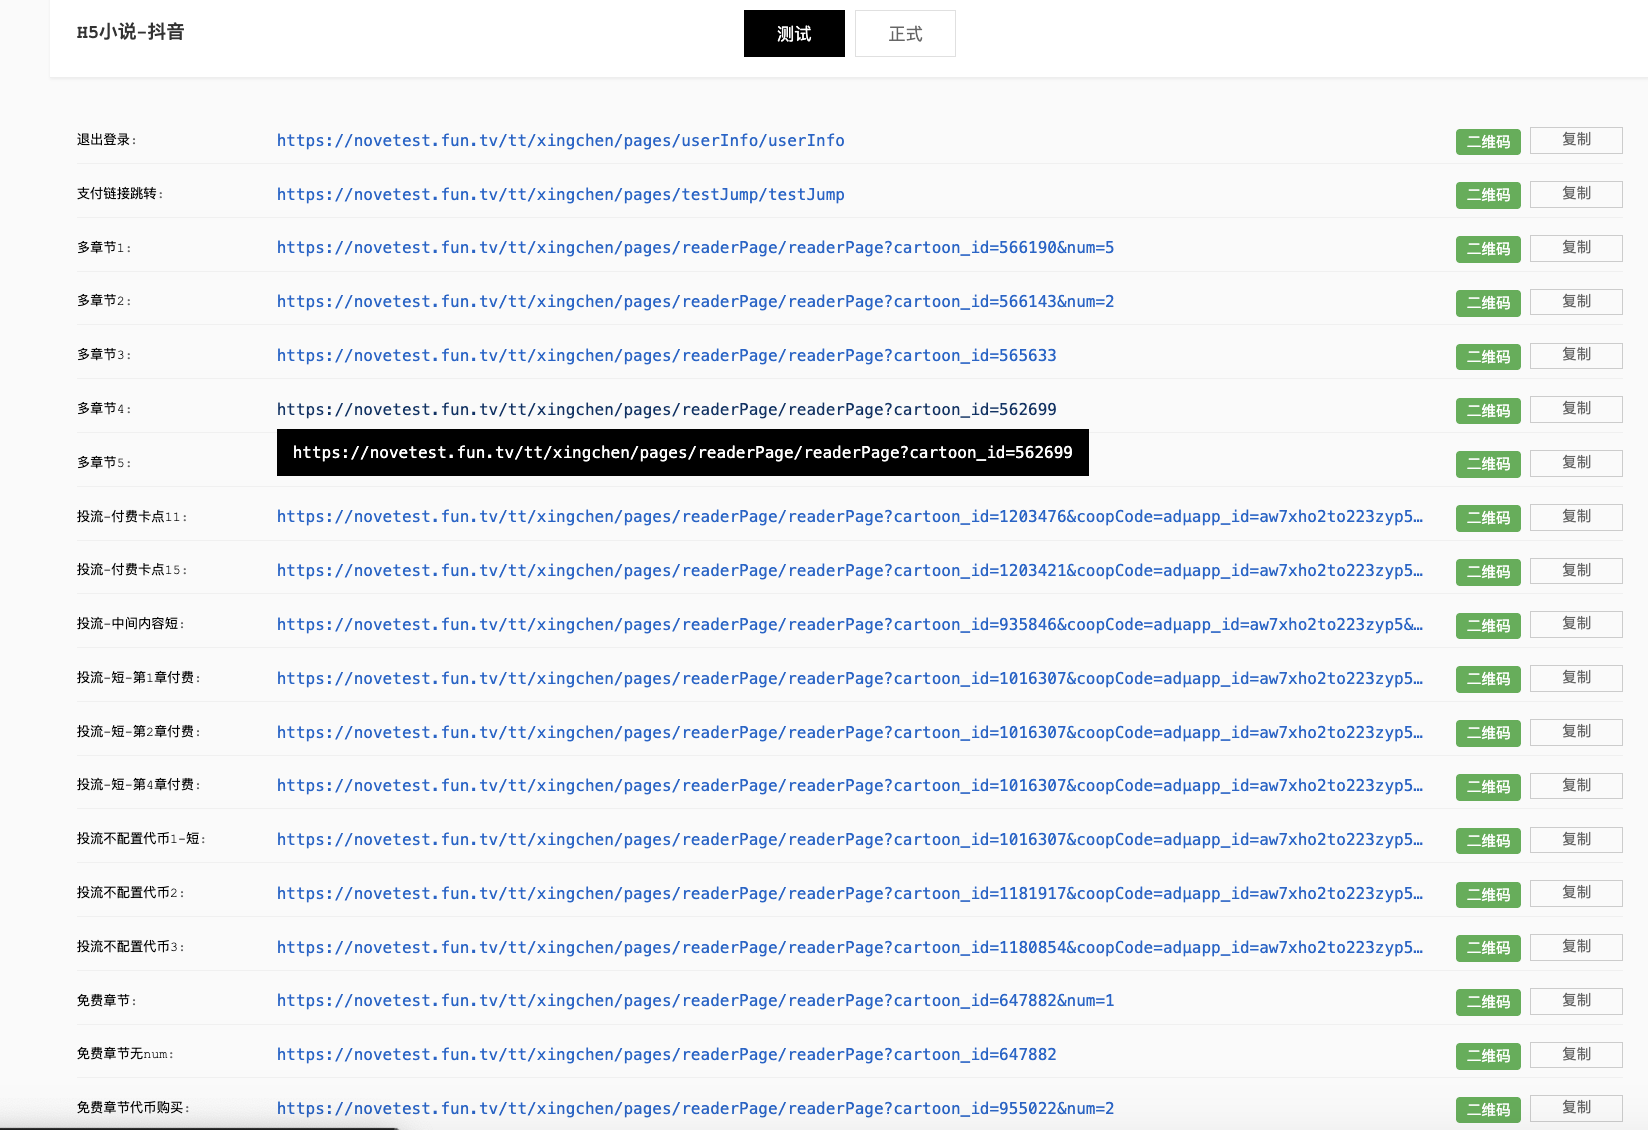 H5小说-抖音
测试 正式
退出登录: https://novetest.fun.tv/tt/xingchen/pages/userInfo/userInfo 二维码 复制
支付链接跳转: https://novetest.fun.tv/tt/xingchen/pages/testJump/testJump 二维码 复制
多章节1: https://novetest.fun.tv/tt/xingchen/pages/readerPage/readerPage?cartoon_id=566190&num=5 二维码 复制
多章节2: https://novetest.fun.tv/tt/xingchen/pages/readerPage/readerPage?cartoon_id=566143&num=2 二维码 复制
多章节3: https://novetest.fun.tv/tt/xingchen/pages/readerPage/readerPage?cartoon_id=565633 二维码 复制
多章节4: https://novetest.fun.tv/tt/xingchen/pages/readerPage/readerPage?cartoon_id=562699 二维码 复制
https://novetest.fun.tv/tt/xingchen/pages/readerPage/readerPage?cartoon_id=562699
多章节5: 二维码 复制
投流-付费卡点11: https://novetest.fun.tv/tt/xingchen/pages/readerPage/readerPage?cartoon_id=1203476&coopCode=adµapp_id=aw7xho2to223zyp5… 二维码 复制
投流-付费卡点15: https://novetest.fun.tv/tt/xingchen/pages/readerPage/readerPage?cartoon_id=1203421&coopCode=adµapp_id=aw7xho2to223zyp5… 二维码 复制
投流-中间内容短: https://novetest.fun.tv/tt/xingchen/pages/readerPage/readerPage?cartoon_id=935846&coopCode=adµapp_id=aw7xho2to223zyp5&… 二维码 复制
投流-短-第1章付费: https://novetest.fun.tv/tt/xingchen/pages/readerPage/readerPage?cartoon_id=1016307&coopCode=adµapp_id=aw7xho2to223zyp5… 二维码 复制
投流-短-第2章付费: https://novetest.fun.tv/tt/xingchen/pages/readerPage/readerPage?cartoon_id=1016307&coopCode=adµapp_id=aw7xho2to223zyp5… 二维码 复制
投流-短-第4章付费: https://novetest.fun.tv/tt/xingchen/pages/readerPage/readerPage?cartoon_id=1016307&coopCode=adµapp_id=aw7xho2to223zyp5… 二维码 复制
投流不配置代币1-短: https://novetest.fun.tv/tt/xingchen/pages/readerPage/readerPage?cartoon_id=1016307&coopCode=adµapp_id=aw7xho2to223zyp5… 二维码 复制
投流不配置代币2: https://novetest.fun.tv/tt/xingchen/pages/readerPage/readerPage?cartoon_id=1181917&coopCode=adµapp_id=aw7xho2to223zyp5… 二维码 复制
投流不配置代币3: https://novetest.fun.tv/tt/xingchen/pages/readerPage/readerPage?cartoon_id=1180854&coopCode=adµapp_id=aw7xho2to223zyp5… 二维码 复制
免费章节: https://novetest.fun.tv/tt/xingchen/pages/readerPage/readerPage?cartoon_id=647882&num=1 二维码 复制
免费章节无num: https://novetest.fun.tv/tt/xingchen/pages/readerPage/readerPage?cartoon_id=647882 二维码 复制
免费章节代币购买: https://novetest.fun.tv/tt/xingchen/pages/readerPage/readerPage?cartoon_id=955022&num=2 二维码 复制